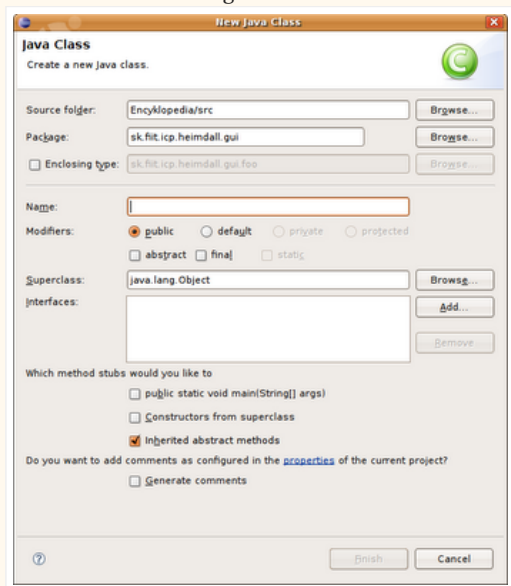 New Java Class
Java Class
Create a new Java class.
Source folder: Encyklopedia/src Browse...
Package: sk.fiit.icp.heimdall.gui Browse...
Enclosing type: sk.fiit.icp.heimdall.gui.foo Browse...
Name:
Modifiers: public default private protected
abstract final static
Superclass: java.lang.Object Browse...
Interfaces: Add...
Remove
Which method stubs would you like to
public static void main(String[] args)
Constructors from superclass
Inherited abstract methods
Do you want to add comments as configured in the properties of the current project?
Generate comments
Finish Cancel